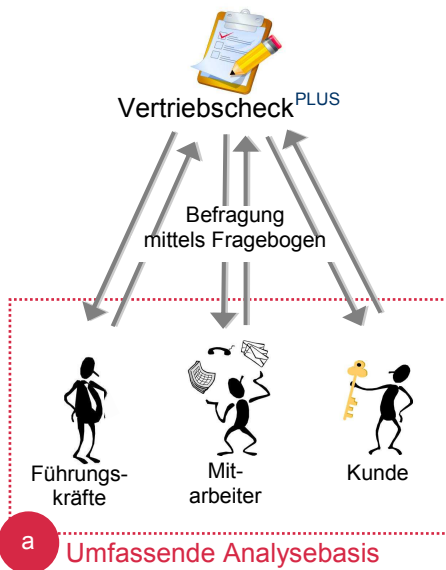 Vertriebscheck PLUS
Befragung
mittels Fragebogen
Führungs-
kräfte
Mit-
arbeiter
Kunde
a
Umfassende Analysebasis